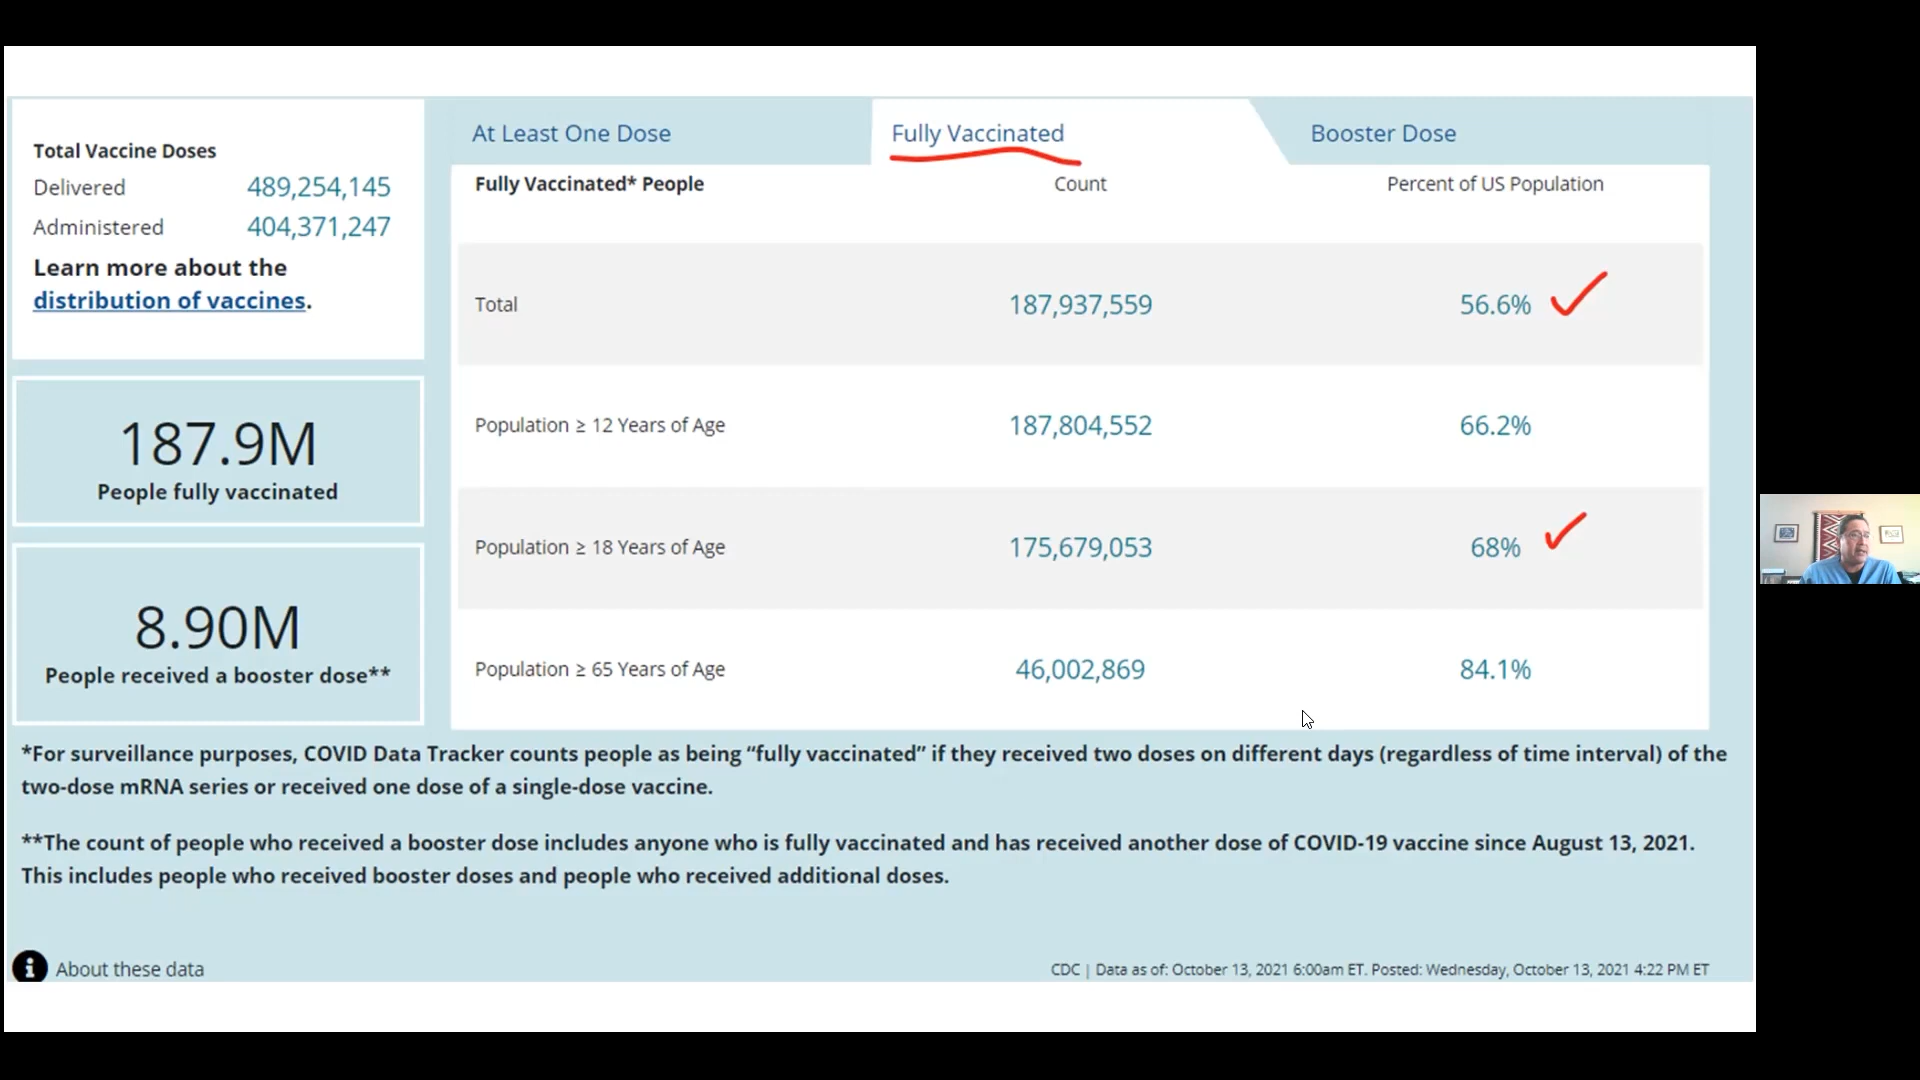 Total Vaccine Doses
Delivered 489,254,145
Administered 404,371,247
Learn more about the
distribution of vaccines.
187.9M
People fully vaccinated
8.90M
People received a booster dose**
At Least One Dose Fully Vaccinated Booster Dose
Fully Vaccinated* People Count Percent of US Population
Total 187,937,559 56.6%
Population ≥ 12 Years of Age 187,804,552 66.2%
Population ≥ 18 Years of Age 175,679,053 68%
Population ≥ 65 Years of Age 46,002,869 84.1%
*For surveillance purposes, COVID Data Tracker counts people as being “fully vaccinated” if they received two doses on different days (regardless of time interval) of the
two-dose mRNA series or received one dose of a single-dose vaccine.
**The count of people who received a booster dose includes anyone who is fully vaccinated and has received another dose of COVID-19 vaccine since August 13, 2021.
This includes people who received booster doses and people who received additional doses.
About these data
CDC | Data as of: October 13, 2021 6:00am ET. Posted: Wednesday, October 13, 2021 4:22 PM ET